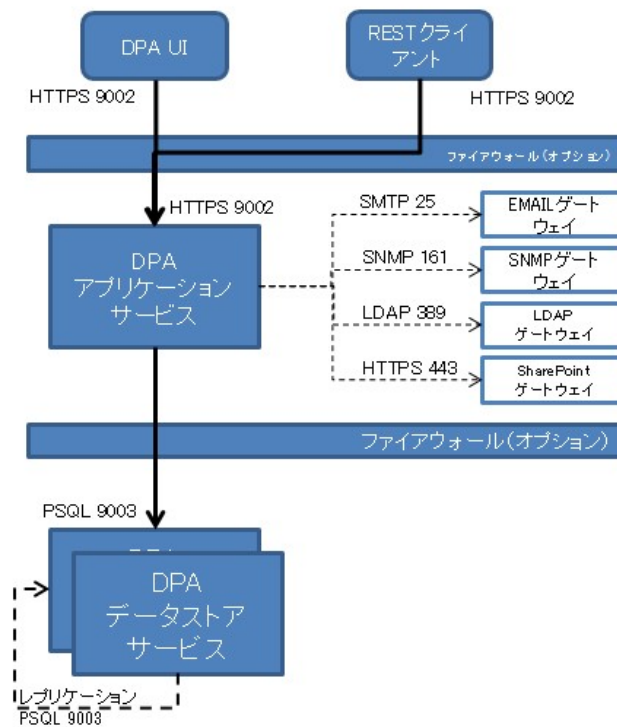 DPA UI
RESTクライ
アント
HTTPS 9002
HTTPS 9002
ファイアウォール(オプション)
HTTPS 9002
DPA
アプリケーション
サービス
SMTP 25
EMAILゲート
ウェイ
SNMP 161
SNMPゲート
ウェイ
LDAP 389
LDAP
ゲートウェイ
HTTPS 443
SharePoint
ゲートウェイ
ファイアウォール(オプション)
PSQL 9003
DPA
データストア
サービス
レプリケーション
PSQL 9003